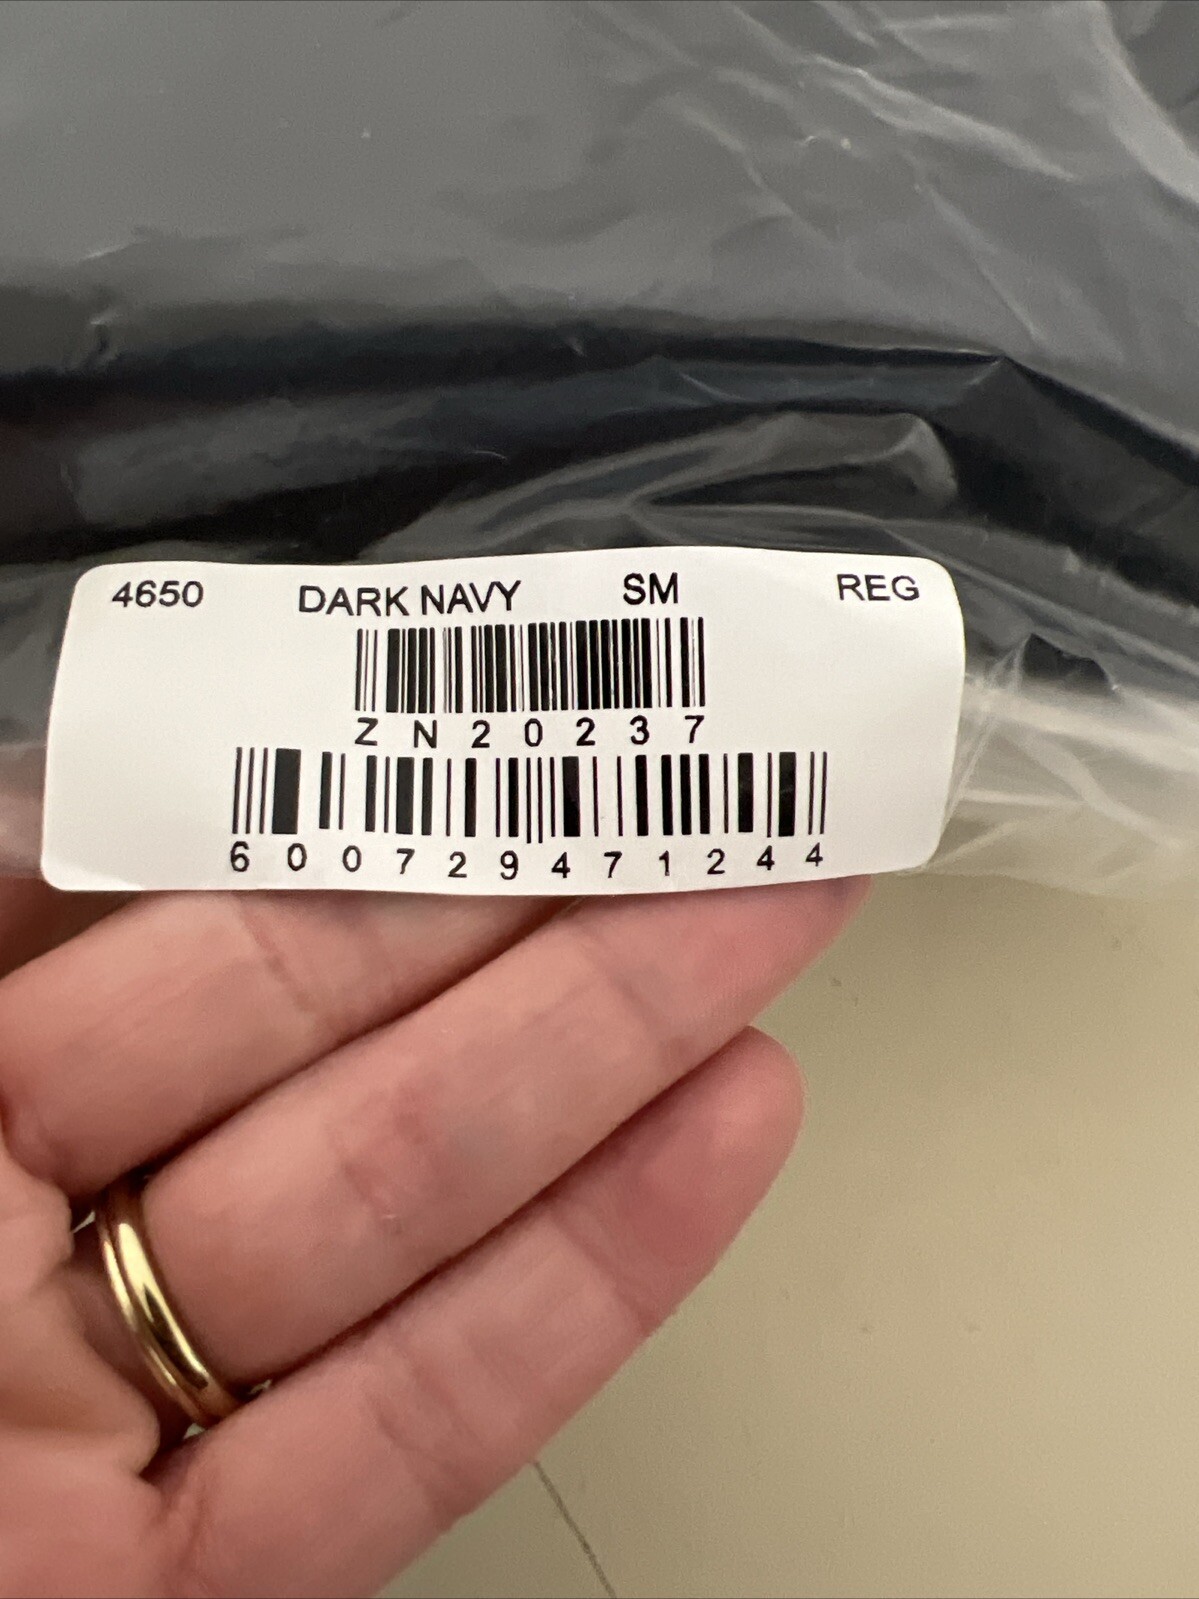 4650 DARK NAVY SM REG
ZN20237
600729471244